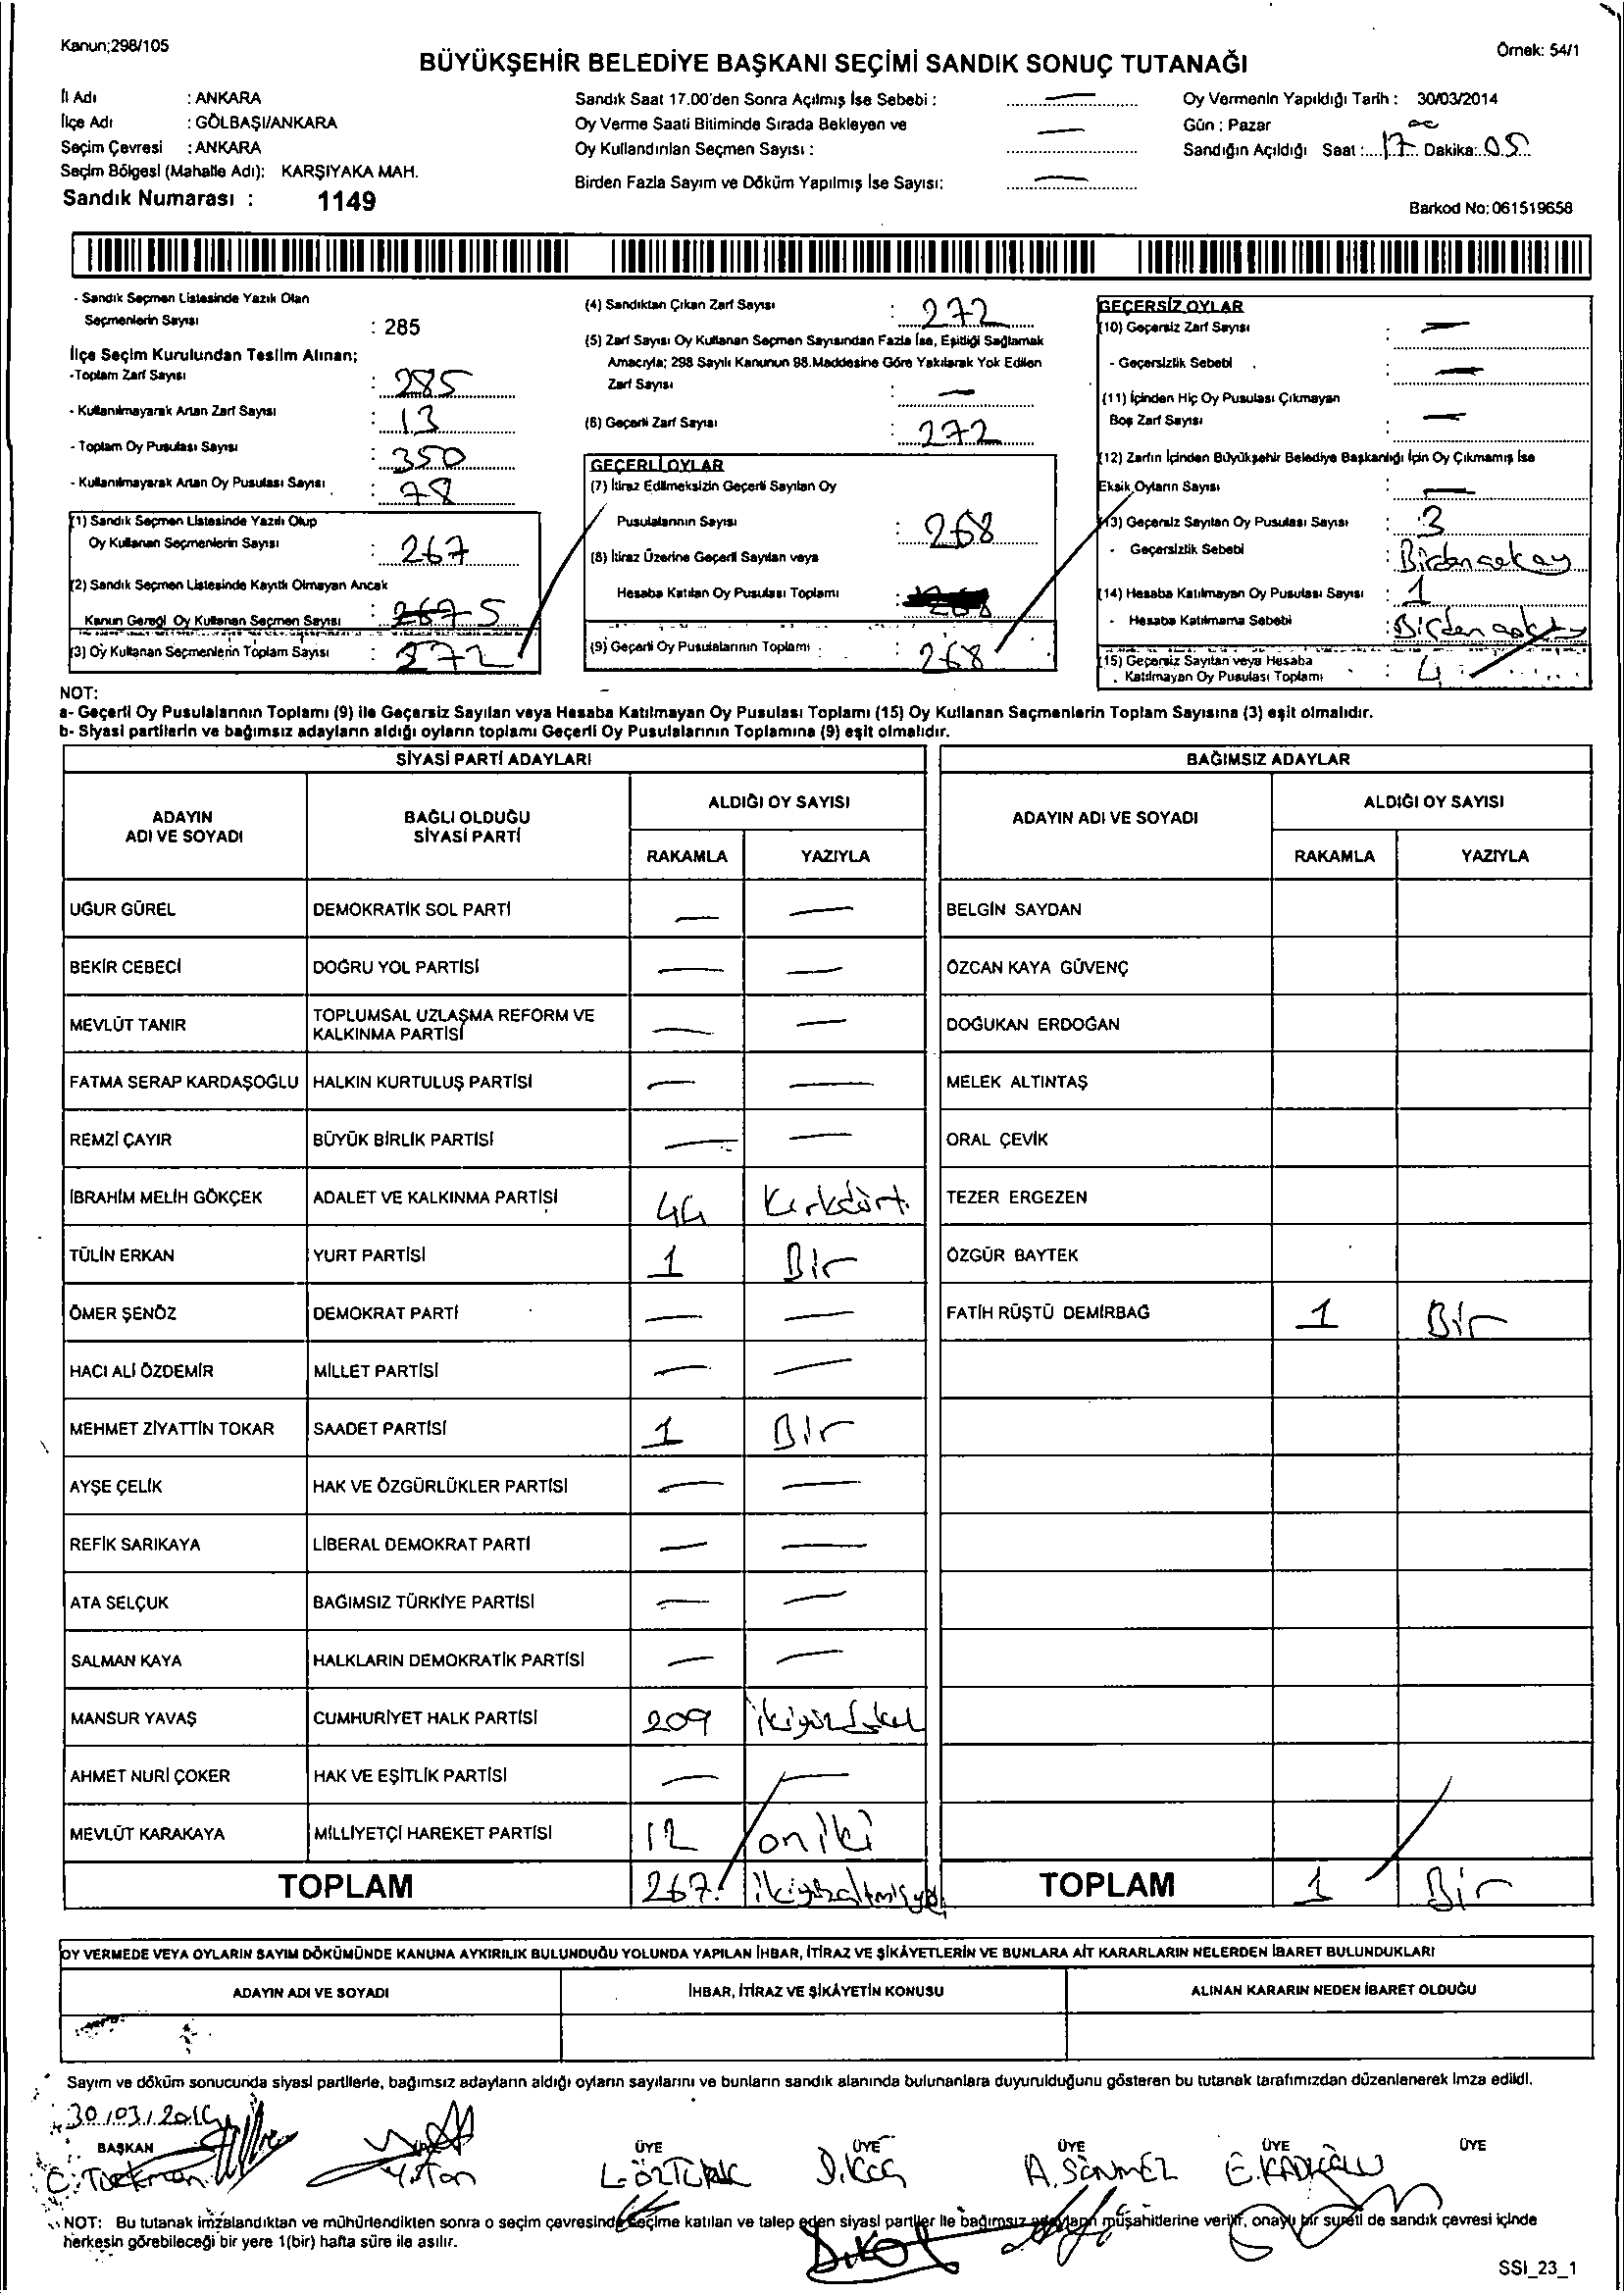 Kanun;298/105
Örnek: 54/1
BÜYÜKŞEHİR BELEDİYE BAŞKANI SEÇİMİ SANDIK SONUÇ TUTANAĞI
İl Adı : ANKARA
İlçe Adı : GÖLBAŞI/ANKARA
Seçim Çevresi : ANKARA
Seçim Bölgesi (Mahalle Adı): KARŞIYAKA MAH.
Sandık Numarası : 1149
Sandık Saat 17.00'den Sonra Açılmış İse Sebebi : —
Oy Verme Saati Bitiminde Sırada Bekleyen ve
Oy Kullandırılan Seçmen Sayısı : —
Birden Fazla Sayım ve Döküm Yapılmış İse Sayısı: —
Oy Vermenin Yapıldığı Tarih : 30/03/2014
Gün : Pazar
Sandığın Açıldığı Saat : 17 Dakika: 05
Barkod No: 061519658
- Sandık Seçmen Listesinde Yazılı Olan
Seçmenlerin Sayısı : 285
İlçe Seçim Kurulundan Teslim Alınan;
-Toplam Zarf Sayısı : 285
- Kullanılmayarak Artan Zarf Sayısı : 13
- Toplam Oy Pusulası Sayısı : 350
- Kullanılmayarak Artan Oy Pusulası Sayısı : 78
(1) Sandık Seçmen Listesinde Yazılı Olup
Oy Kullanan Seçmenlerin Sayısı : 267
(2) Sandık Seçmen Listesinde Kayıtlı Olmayan Ancak
Kanun Gereği Oy Kullanan Seçmen Sayısı : 267 5
(3) Oy Kullanan Seçmenlerin Toplam Sayısı : 272
(4) Sandıktan Çıkan Zarf Sayısı : 272
(5) Zarf Sayısı Oy Kullanan Seçmen Sayısından Fazla İse, Eşitliği Sağlamak
Amacıyla; 298 Sayılı Kanunun 98.Maddesine Göre Yakılarak Yok Edilen
Zarf Sayısı : —
(6) Geçerli Zarf Sayısı : 272
GEÇERLİ OYLAR
(7) İtiraz Edilmeksizin Geçerli Sayılan Oy
Pusulalarının Sayısı : 268
(8) İtiraz Üzerine Geçerli Sayılan veya
Hesaba Katılan Oy Pusulası Toplamı :
(9) Geçerli Oy Pusulalarının Toplamı : 268
GEÇERSİZ OYLAR
(10) Geçersiz Zarf Sayısı : —
- Geçersizlik Sebebi : —
(11) İçinden Hiç Oy Pusulası Çıkmayan
Boş Zarf Sayısı : —
(12) Zarfın İçinden Büyükşehir Belediye Başkanlığı İçin Oy Çıkmamış İse
Eksik Oyların Sayısı : —
(13) Geçersiz Sayılan Oy Pusulası Sayısı : 3
- Geçersizlik Sebebi :
(14) Hesaba Katılmayan Oy Pusulası Sayısı : 1
- Hesaba Katılmama Sebebi :
(15) Geçersiz Sayılan veya Hesaba
Katılmayan Oy Pusulası Toplamı : 4
NOT:
a- Geçerli Oy Pusulalarının Toplamı (9) ile Geçersiz Sayılan veya Hesaba Katılmayan Oy Pusulası Toplamı (15) Oy Kullanan Seçmenlerin Toplam Sayısına (3) eşit olmalıdır.
b- Siyasi partilerin ve bağımsız adayların aldığı oyların toplamı Geçerli Oy Pusulalarının Toplamına (9) eşit olmalıdır.
SİYASİ PARTİ ADAYLARI
ADAYIN
ADI VE SOYADI
BAĞLI OLDUĞU
SİYASİ PARTİ
ALDIĞI OY SAYISI
RAKAMLA YAZIYLA
BAĞIMSIZ ADAYLAR
ADAYIN ADI VE SOYADI
ALDIĞI OY SAYISI
RAKAMLA YAZIYLA
UĞUR GÜREL DEMOKRATİK SOL PARTİ — — BELGİN SAYDAN
BEKİR CEBECİ DOĞRU YOL PARTİSİ — — ÖZCAN KAYA GÜVENÇ
MEVLÜT TANIR TOPLUMSAL UZLAŞMA REFORM VE
KALKINMA PARTİSİ — — DOĞUKAN ERDOĞAN
FATMA SERAP KARDAŞOĞLU HALKIN KURTULUŞ PARTİSİ — — MELEK ALTINTAŞ
REMZİ ÇAYIR BÜYÜK BİRLİK PARTİSİ — — ORAL ÇEVİK
İBRAHİM MELİH GÖKÇEK ADALET VE KALKINMA PARTİSİ 44 Kırkdört. TEZER ERGEZEN
TÜLİN ERKAN YURT PARTİSİ 1 Bir ÖZGÜR BAYTEK
ÖMER ŞENÖZ DEMOKRAT PARTİ — — FATİH RÜŞTÜ DEMİRBAĞ 1 Bir
HACI ALİ ÖZDEMİR MİLLET PARTİSİ — —
MEHMET ZİYATTİN TOKAR SAADET PARTİSİ 1 Bir
AYŞE ÇELİK HAK VE ÖZGÜRLÜKLER PARTİSİ — —
REFİK SARIKAYA LİBERAL DEMOKRAT PARTİ — —
ATA SELÇUK BAĞIMSIZ TÜRKİYE PARTİSİ — —
SALMAN KAYA HALKLARIN DEMOKRATİK PARTİSİ — —
MANSUR YAVAŞ CUMHURİYET HALK PARTİSİ 209
AHMET NURİ ÇOKER HAK VE EŞİTLİK PARTİSİ — —
MEVLÜT KARAKAYA MİLLİYETÇİ HAREKET PARTİSİ 12 oniki
TOPLAM 267 ikiyüzaltmışyedi TOPLAM 1 Bir
OY VERMEDE VEYA OYLARIN SAYIM DÖKÜMÜNDE KANUNA AYKIRILIK BULUNDUĞU YOLUNDA YAPILAN İHBAR, İTİRAZ VE ŞİKÂYETLERİN VE BUNLARA AİT KARARLARIN NELERDEN İBARET BULUNDUKLARI
ADAYIN ADI VE SOYADI İHBAR, İTİRAZ VE ŞİKÂYETİN KONUSU ALINAN KARARIN NEDEN İBARET OLDUĞU
Sayım ve döküm sonucunda siyasi partilerle, bağımsız adayların aldığı oyların sayılarını ve bunların sandık alanında bulunanlara duyurulduğunu gösteren bu tutanak tarafımızdan düzenlenerek imza edildi.
30/03/2014
BAŞKAN ÜYE ÜYE ÜYE ÜYE ÜYE
C. Türkmen Y. Tan L. ÖZTÜRK D. Koç A. SÖNMEZ E. KADIOĞLU
NOT: Bu tutanak imzalandıktan ve mühürlendikten sonra o seçim çevresinde seçime katılan ve talep eden siyasi partiler ile bağımsız adayların müşahitlerine verilir, onaylı bir sureti de sandık çevresi içinde
herkesin görebileceği bir yere 1(bir) hafta süre ile asılır.
SSI_23_1